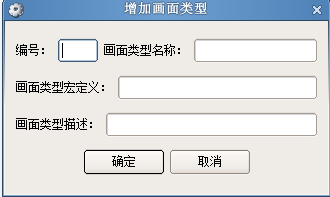 增加画面类型
编号： 画面类型名称：
画面类型宏定义：
画面类型描述：
确定 取消